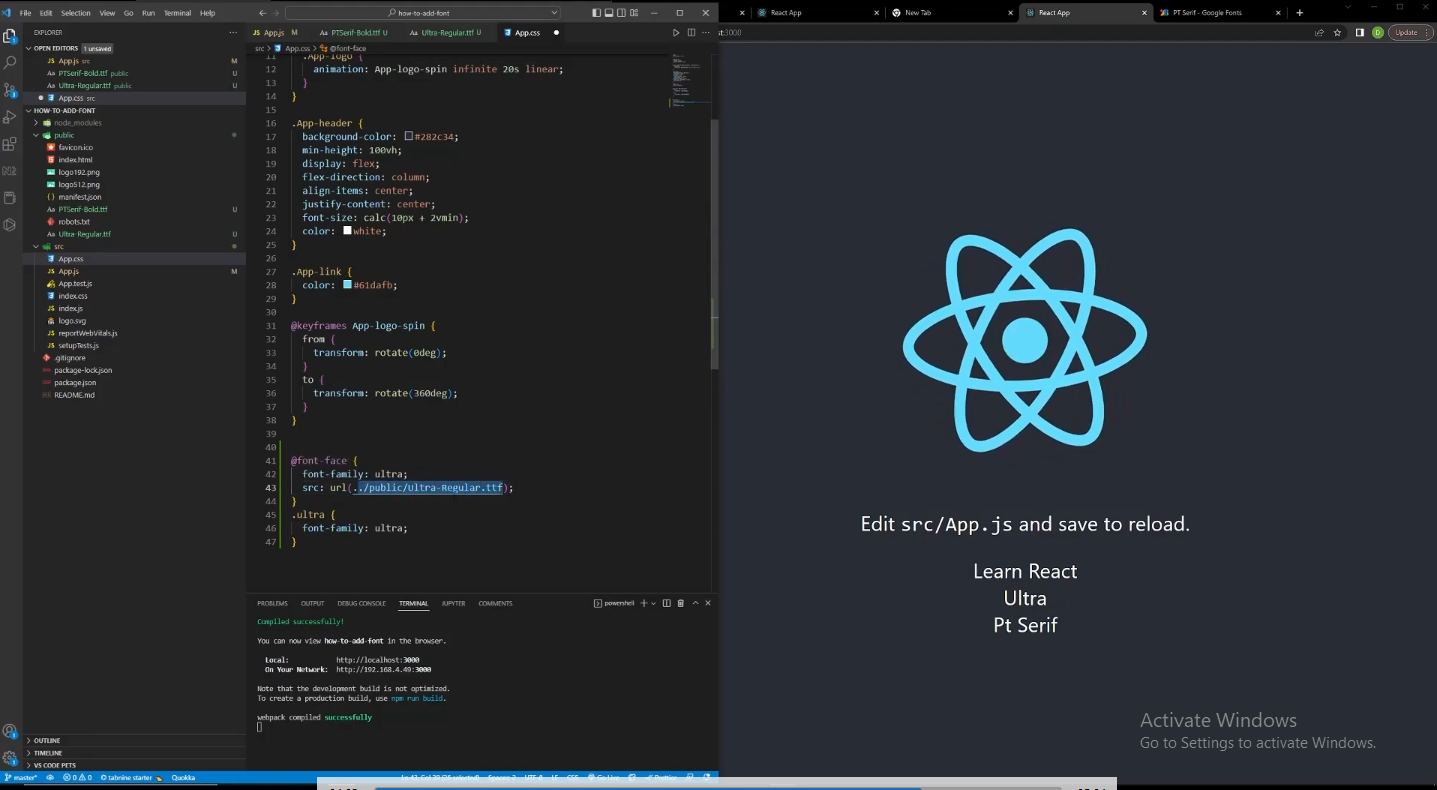 File Edit Selection View Go Run Terminal Help
how-to-add-font
React App
New Tab
React App
PT Serif - Google Fonts
:3000
Update
EXPLORER
OPEN EDITORS 1 unsaved
App.js M
PTSerif-Bold.ttf public
Ultra-Regular.ttf public
App.css src
HOW-TO-ADD-FONT
node_modules
public
favicon.ico
index.html
logo192.png
logo512.png
manifest.json
PTSerif-Bold.ttf U
robots.txt
Ultra-Regular.ttf U
src
App.css
App.js M
App.test.js
index.css
index.js
logo.svg
reportWebVitals.js
setupTests.js
.gitignore
package-lock.json
package.json
README.md
OUTLINE
TIMELINE
VS CODE PETS
App.js M
PTSerif-Bold.ttf U
Ultra-Regular.ttf U
App.css
src > App.css > @font-face
11 .App-logo {
12 animation: App-logo-spin infinite 20s linear;
13 }
14 }
15
16 .App-header {
17 background-color: #282c34;
18 min-height: 100vh;
19 display: flex;
20 flex-direction: column;
21 align-items: center;
22 justify-content: center;
23 font-size: calc(10px + 2vmin);
24 color: white;
25 }
26
27 .App-link {
28 color: #61dafb;
29 }
30
31 @keyframes App-logo-spin {
32 from {
33 transform: rotate(0deg);
34 }
35 to {
36 transform: rotate(360deg);
37 }
38 }
39
40
41 @font-face {
42 font-family: ultra;
43 src: url(../public/Ultra-Regular.ttf);
44 }
45 .ultra {
46 font-family: ultra;
47 }
PROBLEMS OUTPUT DEBUG CONSOLE TERMINAL JUPYTER COMMENTS
powershell
Compiled successfully!
You can now view how-to-add-font in the browser.
Local: http://localhost:3000
On Your Network: http://192.168.4.49:3000
Note that the development build is not optimized.
To create a production build, use npm run build.
webpack compiled successfully
master* 0 0 tabnine starter Quokka
Edit src/App.js and save to reload.
Learn React
Ultra
Pt Serif
Activate Windows
Go to Settings to activate Windows.